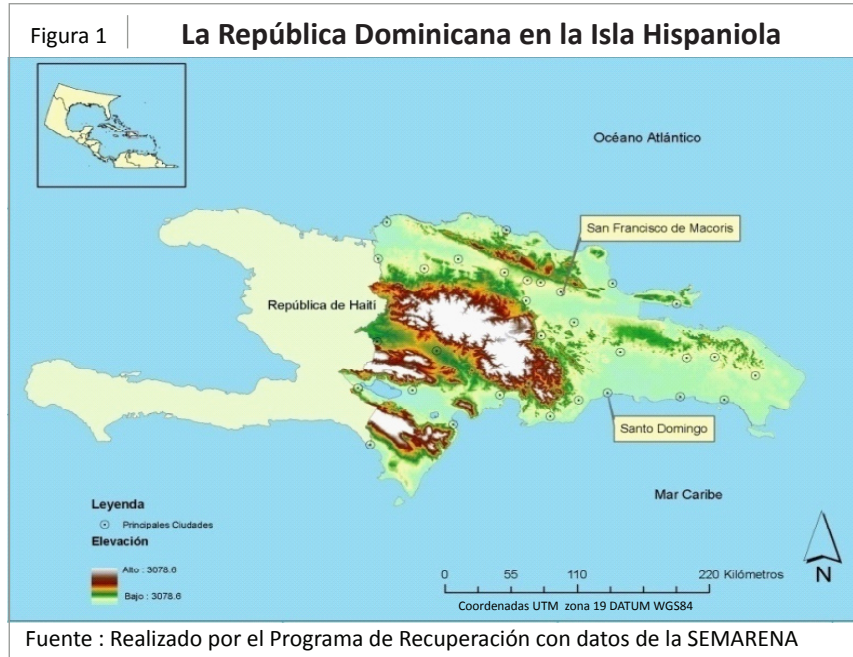 Figura 1
La República Dominicana en la Isla Hispaniola
Océano Atlántico
San Francisco de Macoris
República de Haití
Santo Domingo
Mar Caribe
Leyenda
Principales Ciudades
Elevación
Alto : 3078.6
Bajo : 3078.6
0 55 110 220 Kilómetros
Coordenadas UTM zona 19 DATUM WGS84
N
Fuente : Realizado por el Programa de Recuperación con datos de la SEMARENA